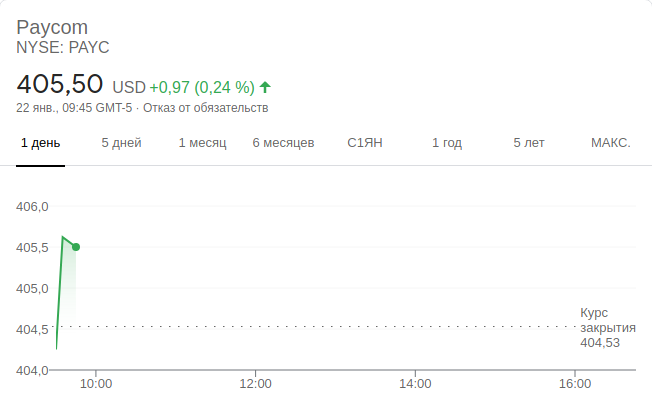 Paycom
NYSE: PAYC
405,50 USD +0,97 (0,24 %)
22 янв., 09:45 GMT-5 · Отказ от обязательств
1 день 5 дней 1 месяц 6 месяцев С1ЯН 1 год 5 лет МАКС.
406,0
405,5
405,0
404,5
404,0
Курс
закрытия
404,53
10:00 12:00 14:00 16:00